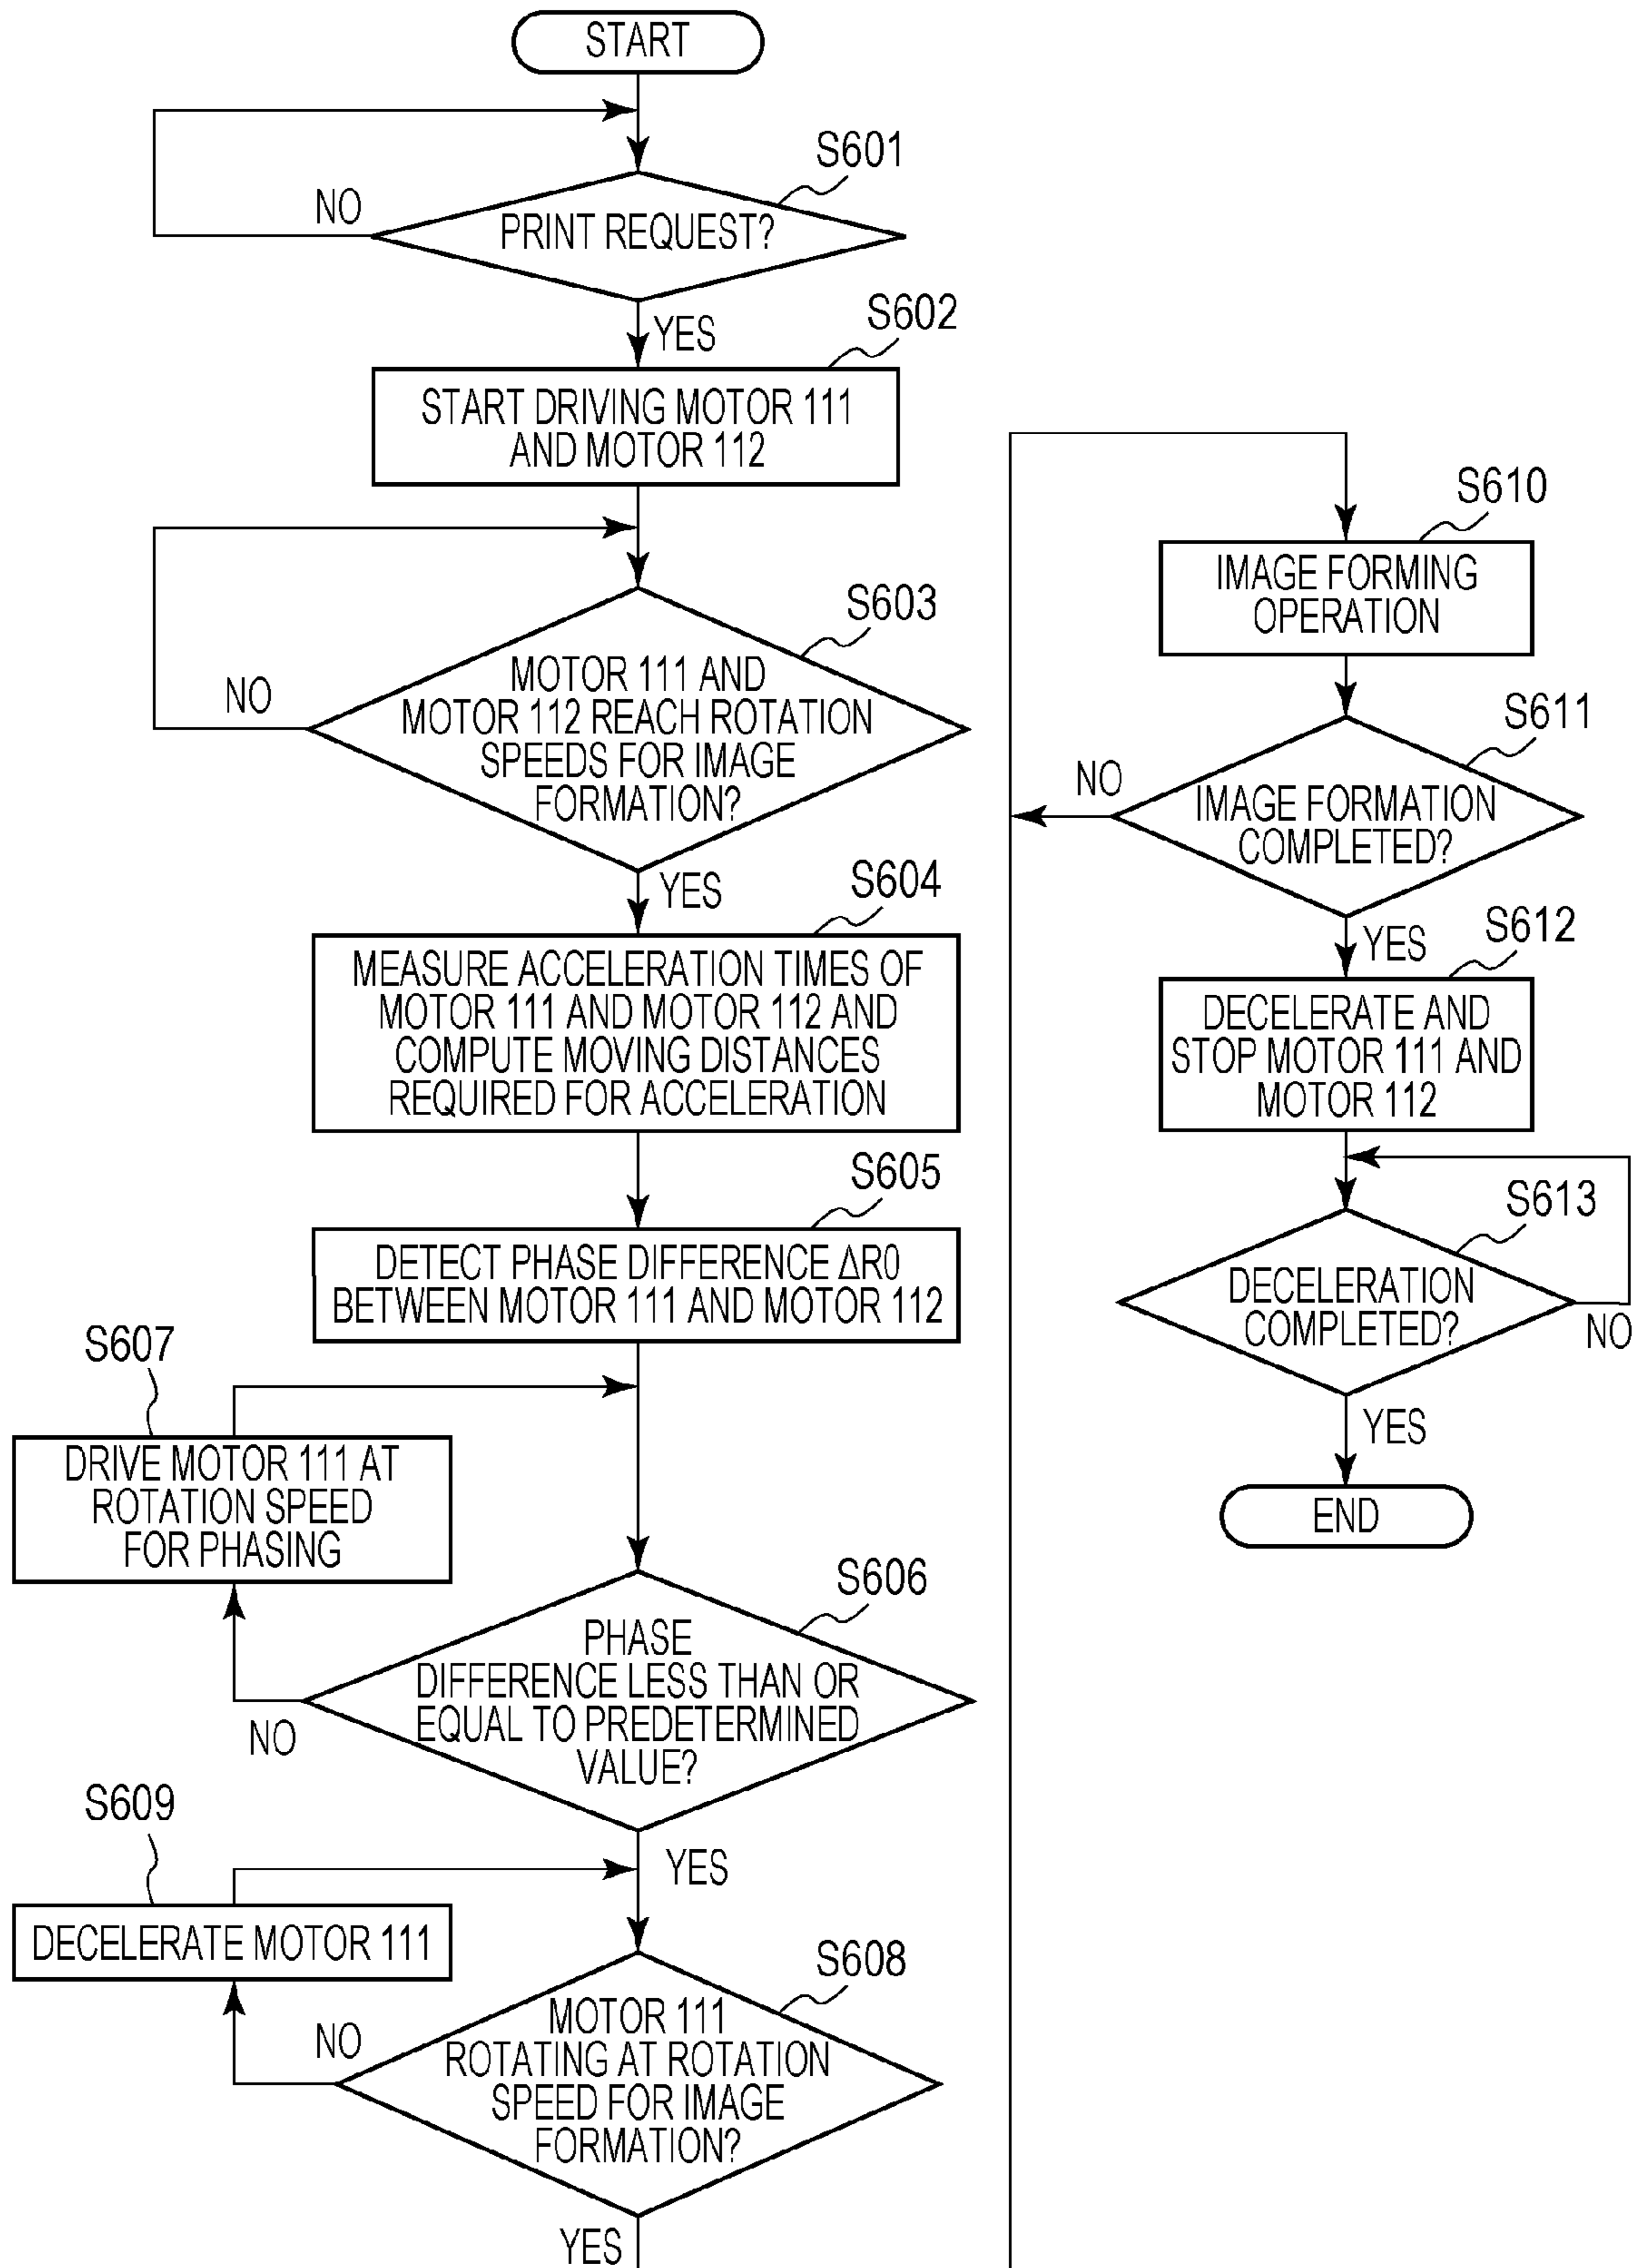 START
S601
NO
PRINT REQUEST?
YES
S602
START DRIVING MOTOR 111
AND MOTOR 112
S603
NO
MOTOR 111 AND
MOTOR 112 REACH ROTATION
SPEEDS FOR IMAGE
FORMATION?
YES
S604
MEASURE ACCELERATION TIMES OF
MOTOR 111 AND MOTOR 112 AND
COMPUTE MOVING DISTANCES
REQUIRED FOR ACCELERATION
S605
DETECT PHASE DIFFERENCE ΔR0
BETWEEN MOTOR 111 AND MOTOR 112
S607
DRIVE MOTOR 111 AT
ROTATION SPEED
FOR PHASING
S606
PHASE
DIFFERENCE LESS THAN OR
EQUAL TO PREDETERMINED
VALUE?
NO
YES
S609
DECELERATE MOTOR 111
S608
NO
MOTOR 111
ROTATING AT ROTATION
SPEED FOR IMAGE
FORMATION?
YES
S610
IMAGE FORMING
OPERATION
S611
NO
IMAGE FORMATION
COMPLETED?
YES
S612
DECELERATE AND
STOP MOTOR 111 AND
MOTOR 112
S613
DECELERATION
COMPLETED?
NO
YES
END